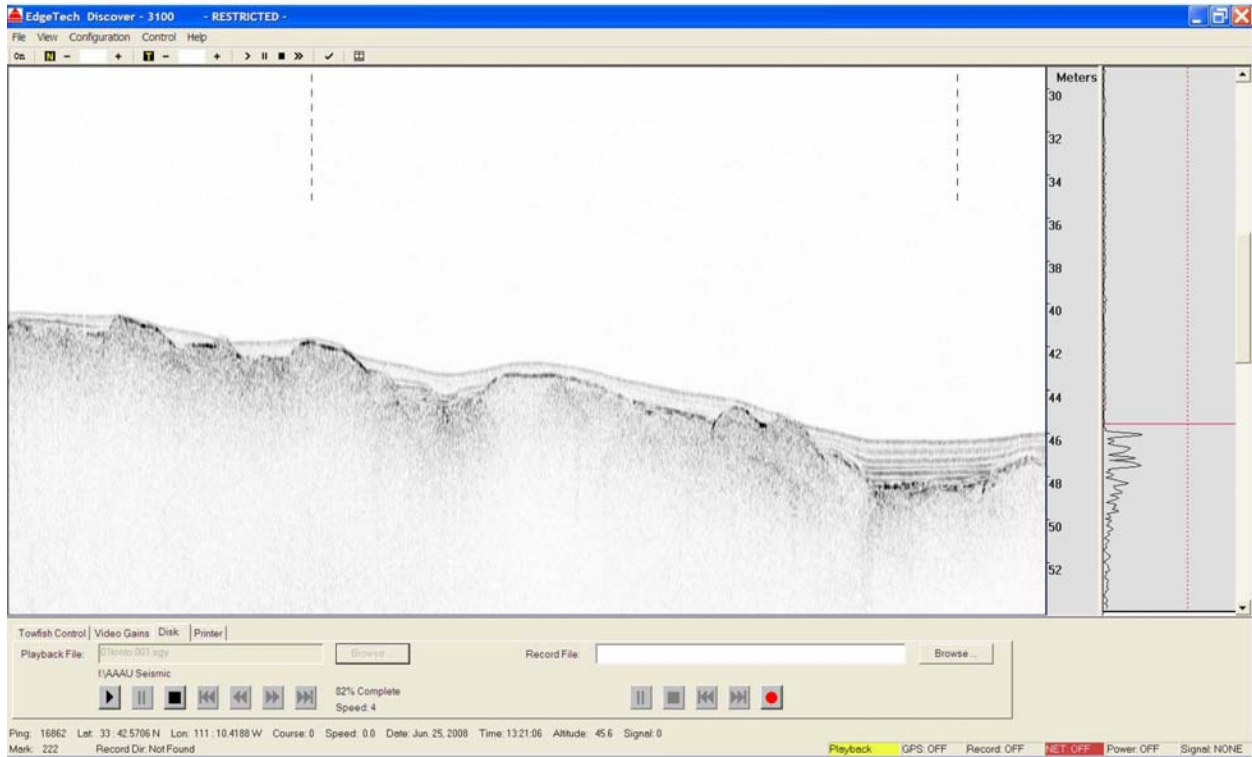 EdgeTech Discover - 3100 - RESTRICTED -
File View Configuration Control Help
On N - + T - +
Meters
30
32
34
36
38
40
42
44
46
48
50
52
Towfish Control Video Gains Disk Printer
Playback File: Browse ... Record File: Browse ...
I:\AAAU Seismic
82% Complete
Speed: 4
Ping: 16862 Lat: 33 : 42.5706 N Lon: 111 : 10.4188 W Course: 0 Speed: 0.0 Date: Jun. 25, 2008 Time: 13:21:06 Altitude: 45.6 Signal: 0
Mark: 222 Record Dir: Not Found Playback GPS: OFF Record: OFF NET: OFF Power: OFF Signal: NONE